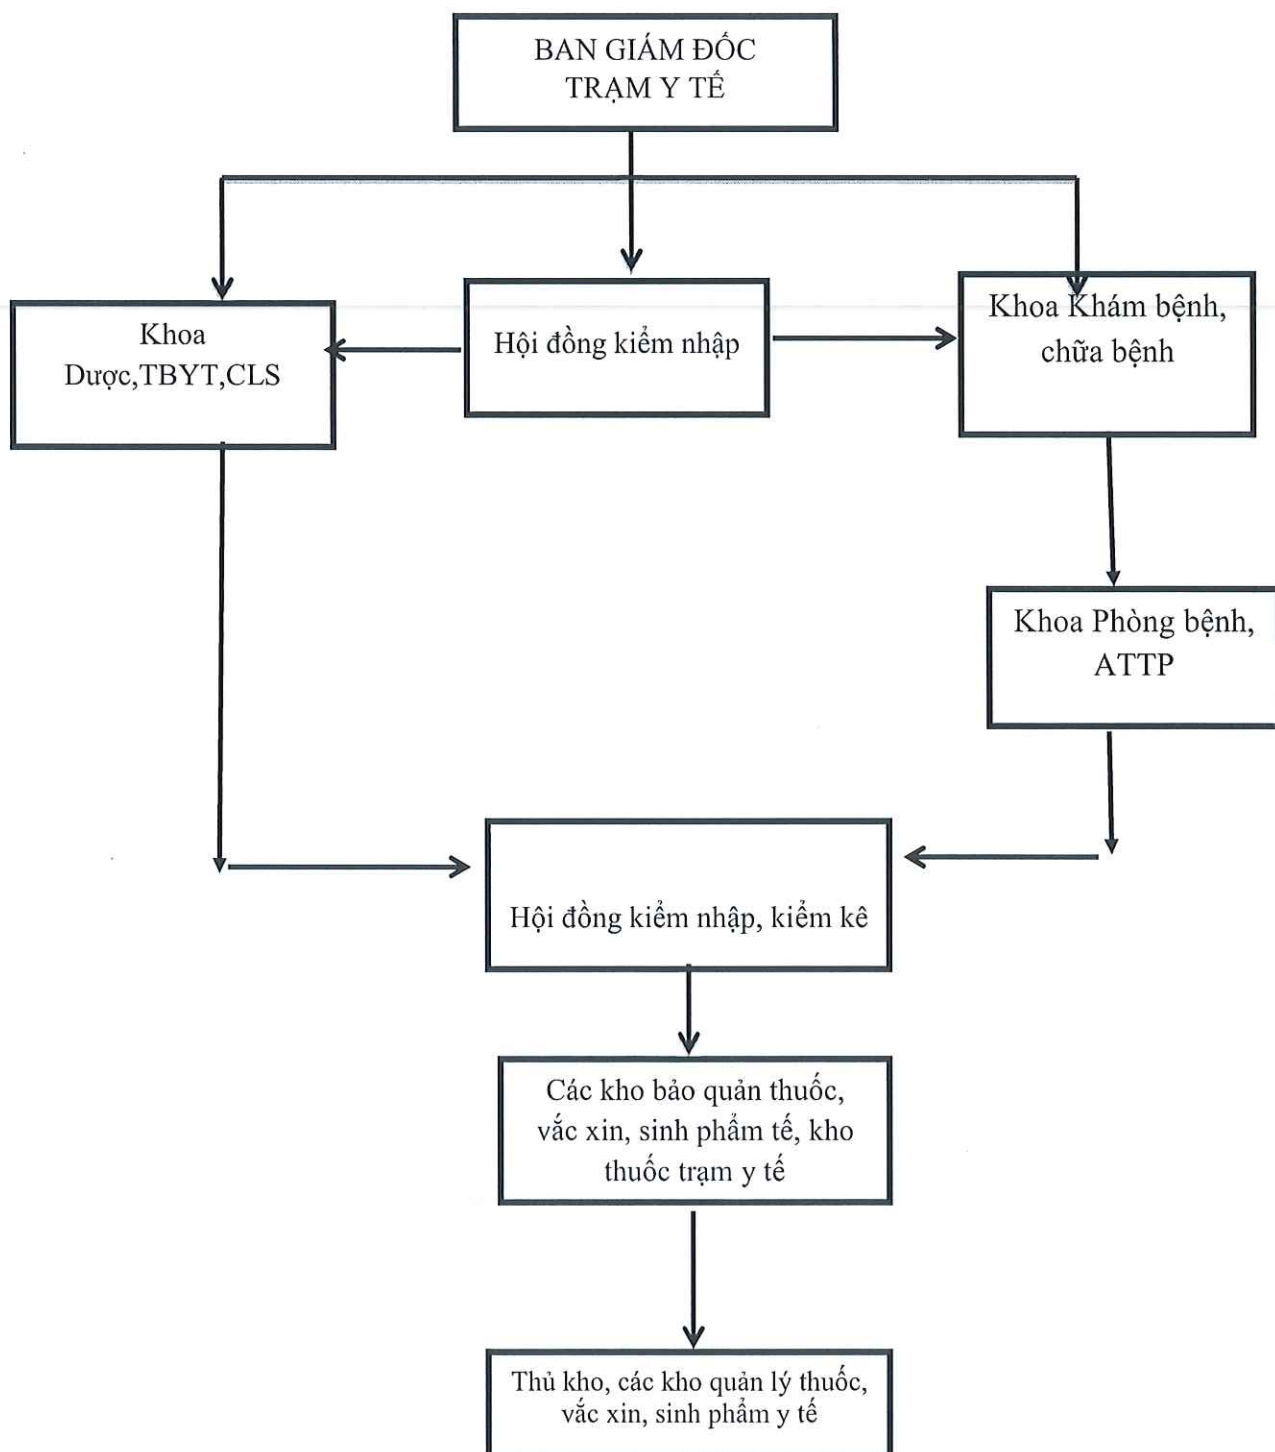 BAN GIÁM ĐỐC
TRẠM Y TẾ
Khoa
Dược,TBYT,CLS
Hội đồng kiểm nhập
Khoa Khám bệnh,
chữa bệnh
Khoa Phòng bệnh,
ATTP
Hội đồng kiểm nhập, kiểm kê
Các kho bảo quản thuốc,
vắc xin, sinh phẩm tế, kho
thuốc trạm y tế
Thủ kho, các kho quản lý thuốc,
vắc xin, sinh phẩm y tế